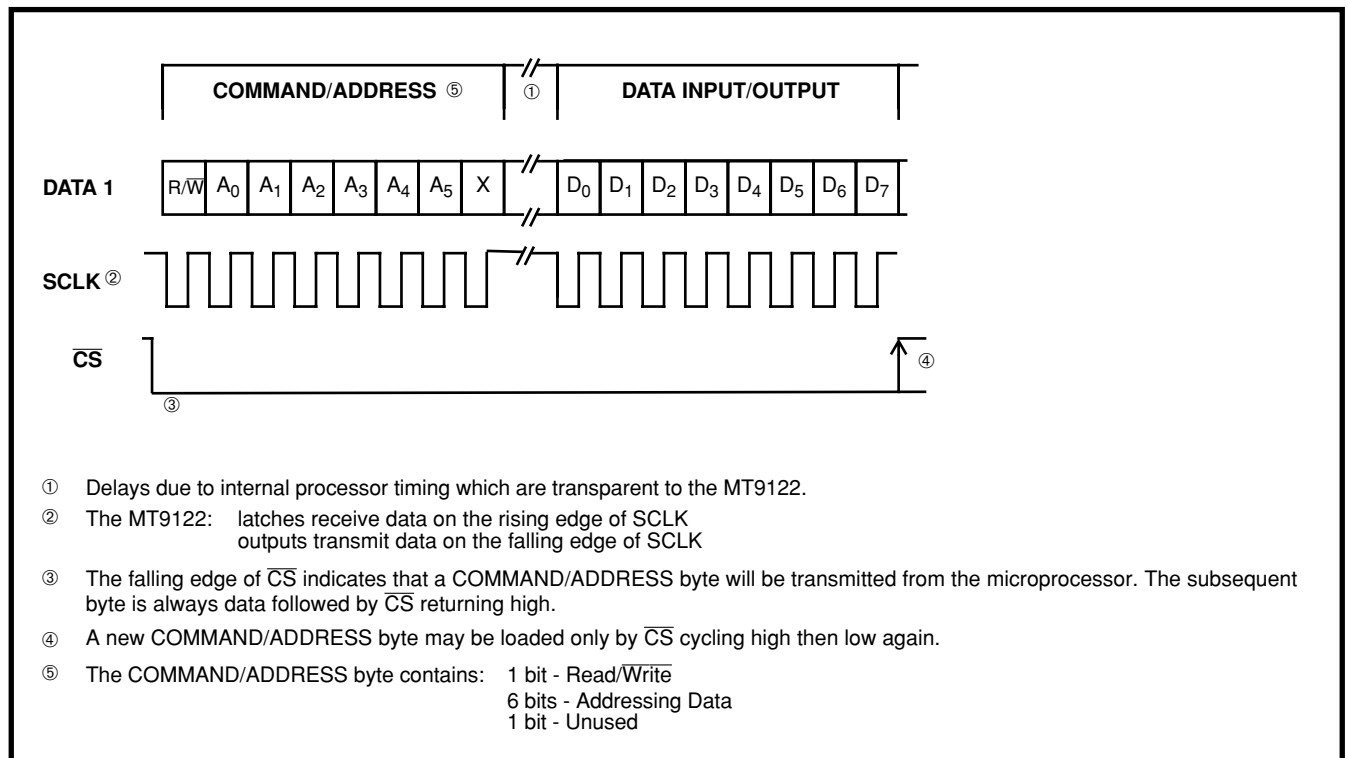 COMMAND/ADDRESS ⑤ ① DATA INPUT/OUTPUT
DATA 1 R/W̅ A₀ A₁ A₂ A₃ A₄ A₅ X D₀ D₁ D₂ D₃ D₄ D₅ D₆ D₇
SCLK ②
C̅S̅ ④
③
① Delays due to internal processor timing which are transparent to the MT9122.
② The MT9122: latches receive data on the rising edge of SCLK
outputs transmit data on the falling edge of SCLK
③ The falling edge of C̅S̅ indicates that a COMMAND/ADDRESS byte will be transmitted from the microprocessor. The subsequent
byte is always data followed by C̅S̅ returning high.
④ A new COMMAND/ADDRESS byte may be loaded only by C̅S̅ cycling high then low again.
⑤ The COMMAND/ADDRESS byte contains: 1 bit - Read/W̅r̅i̅t̅e̅
6 bits - Addressing Data
1 bit - Unused